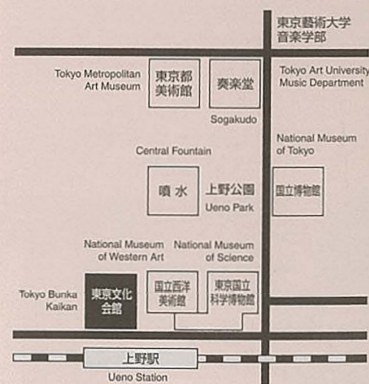 東京藝術大学
音楽学部
Tokyo Metropolitan
Art Museum
東京都
美術館
奏楽堂
Tokyo Art University
Music Department
Sogakudo
National Museum
of Tokyo
Central Fountain
噴水
上野公園
Ueno Park
国立博物館
National Museum
of Western Art
National Museum
of Science
Tokyo Bunka
Kaikan
東京文化
会館
国立西洋
美術館
東京国立
科学博物館
上野駅
Ueno Station